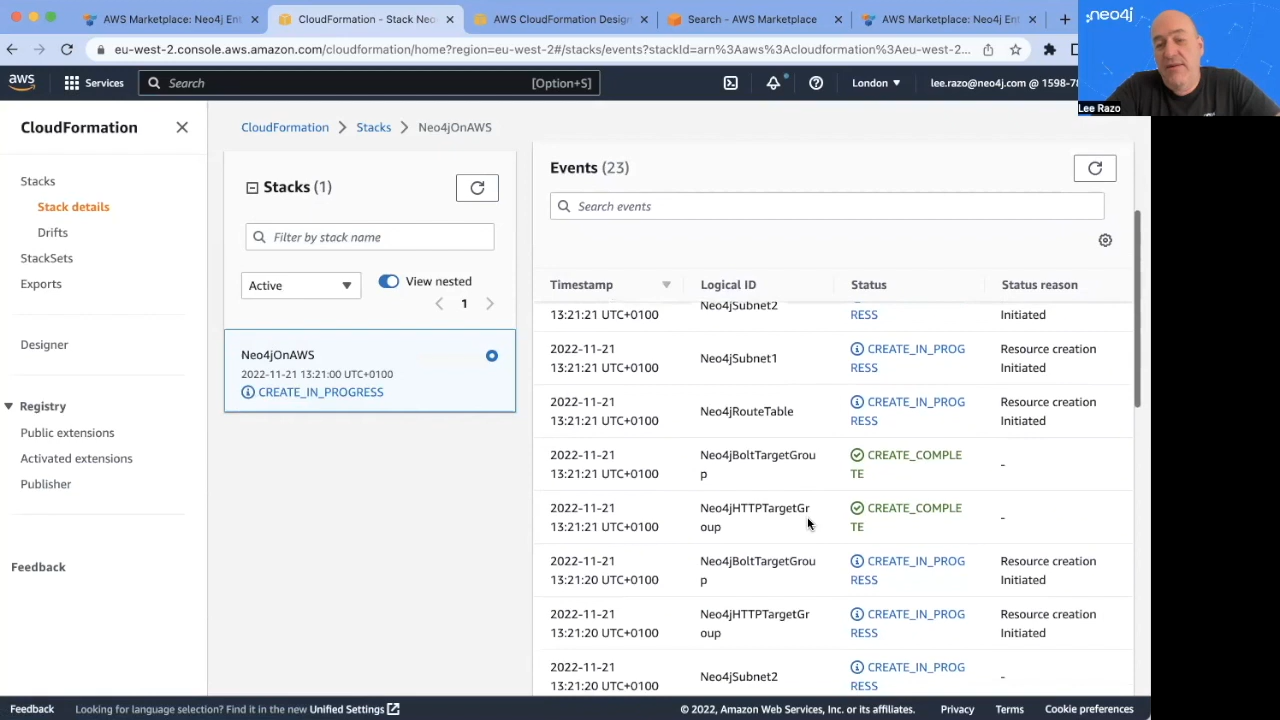 AWS Marketplace: Neo4j Ent
CloudFormation - Stack Neo
AWS CloudFormation Design
Search - AWS Marketplace
AWS Marketplace: Neo4j Ent
eu-west-2.console.aws.amazon.com/cloudformation/home?region=eu-west-2#/stacks/events?stackId=arn%3Aaws%3Acloudformation%3Aeu-west-2...
aws
Services
Search
[Option+S]
London
lee.razo@neo4j.com @ 1598-78
neo4j
Lee Razo
CloudFormation
Stacks
Stack details
Drifts
StackSets
Exports
Designer
Registry
Public extensions
Activated extensions
Publisher
Feedback
CloudFormation
Stacks
Neo4jOnAWS
Stacks (1)
Filter by stack name
Active
View nested
1
Neo4jOnAWS
2022-11-21 13:21:00 UTC+0100
CREATE_IN_PROGRESS
Events (23)
Search events
Timestamp Logical ID Status Status reason
Neo4jSubnet2
13:21:21 UTC+0100 RESS Initiated
2022-11-21 CREATE_IN_PROG Resource creation
Neo4jSubnet1
13:21:21 UTC+0100 RESS Initiated
2022-11-21 CREATE_IN_PROG Resource creation
Neo4jRouteTable
13:21:21 UTC+0100 RESS Initiated
2022-11-21 Neo4jBoltTargetGrou CREATE_COMPLE
-
13:21:21 UTC+0100 p TE
2022-11-21 Neo4jHTTPTargetGr CREATE_COMPLE
-
13:21:21 UTC+0100 oup TE
2022-11-21 Neo4jBoltTargetGrou CREATE_IN_PROG Resource creation
13:21:20 UTC+0100 p RESS Initiated
2022-11-21 Neo4jHTTPTargetGr CREATE_IN_PROG Resource creation
13:21:20 UTC+0100 oup RESS Initiated
2022-11-21 CREATE_IN_PROG
Neo4jSubnet2 -
13:21:20 UTC+0100 RESS
Feedback
Looking for language selection? Find it in the new Unified Settings
© 2022, Amazon Web Services, Inc. or its affiliates.
Privacy
Terms
Cookie preferences